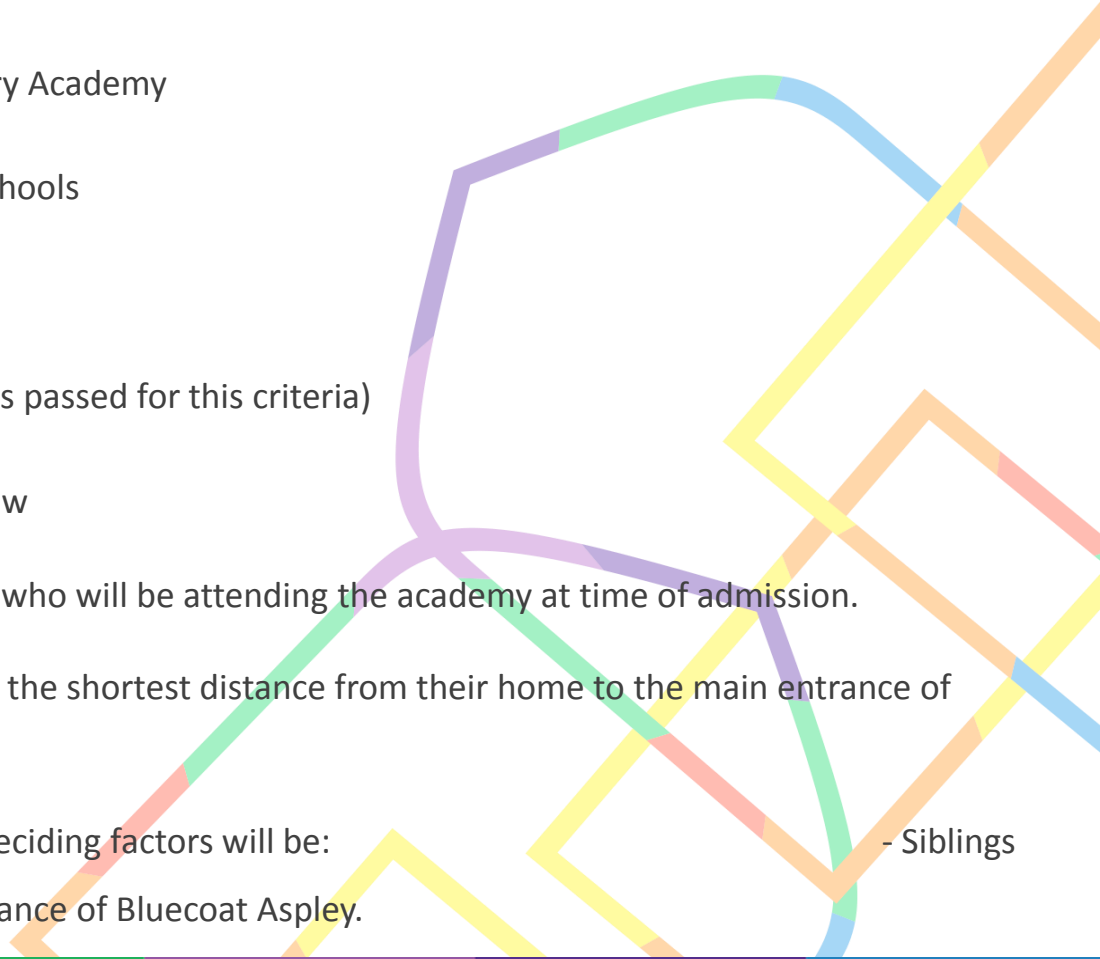 ry Academy
hools
s passed for this criteria)
w
who will be attending the academy at time of admission.
the shortest distance from their home to the main entrance of
eciding factors will be: - Siblings
ance of Bluecoat Aspley.